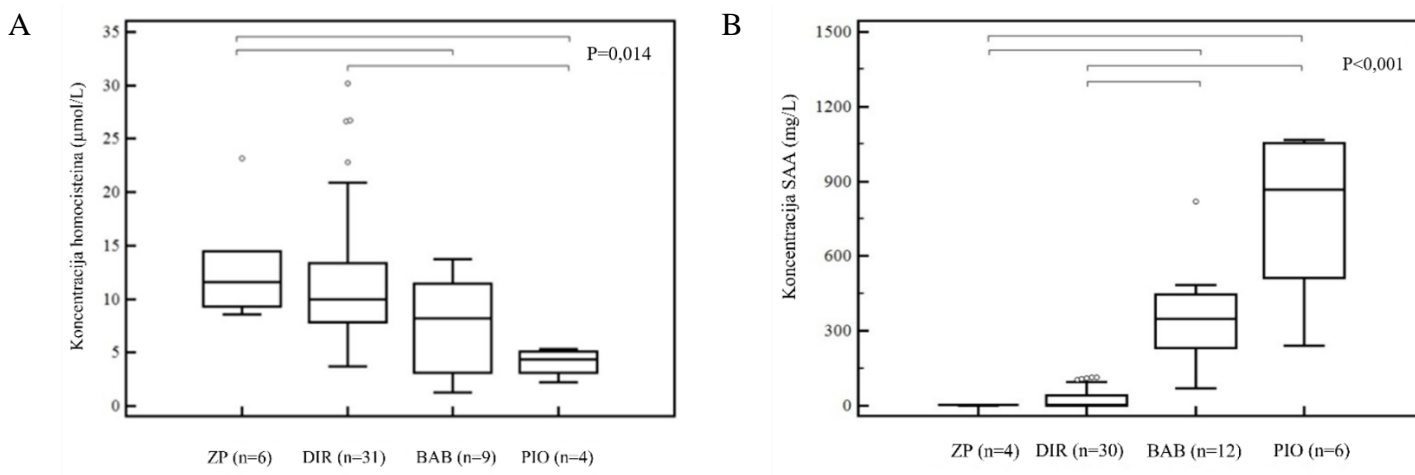 A
35
30
25
20
15
10
5
0
Koncentracija homocisteina (µmol/L)
P=0,014
ZP (n=6) DIR (n=31) BAB (n=9) PIO (n=4)
B
1500
1200
900
600
300
0
Koncentracija SAA (mg/L)
P<0,001
ZP (n=4) DIR (n=30) BAB (n=12) PIO (n=6)